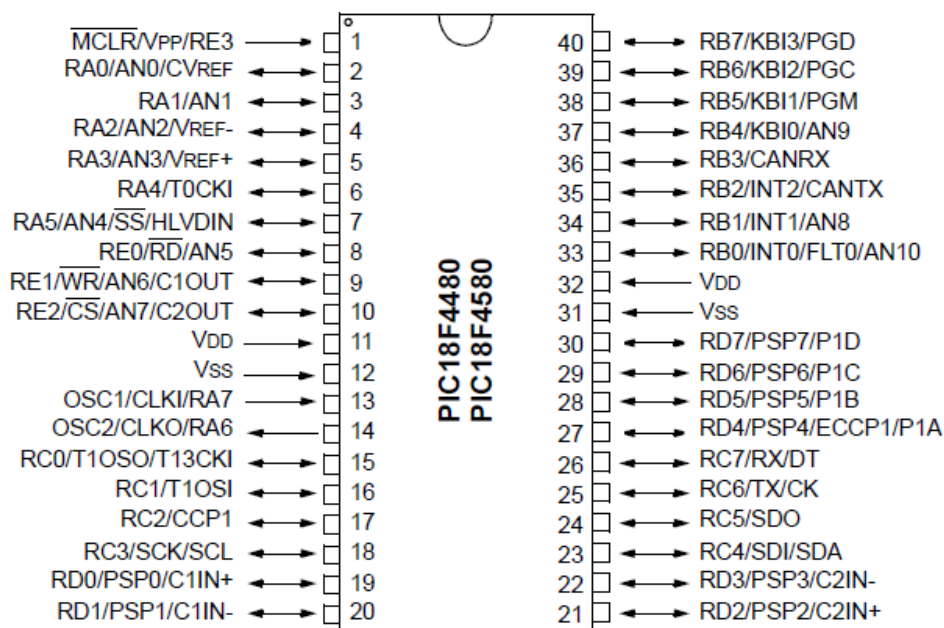 MCLR/VPP/RE3 1
RA0/AN0/CVREF 2
RA1/AN1 3
RA2/AN2/VREF- 4
RA3/AN3/VREF+ 5
RA4/T0CKI 6
RA5/AN4/SS/HLVDIN 7
RE0/RD/AN5 8
RE1/WR/AN6/C1OUT 9
RE2/CS/AN7/C2OUT 10
VDD 11
VSS 12
OSC1/CLKI/RA7 13
OSC2/CLKO/RA6 14
RC0/T1OSO/T13CKI 15
RC1/T1OSI 16
RC2/CCP1 17
RC3/SCK/SCL 18
RD0/PSP0/C1IN+ 19
RD1/PSP1/C1IN- 20
PIC18F4480
PIC18F4580
40 RB7/KBI3/PGD
39 RB6/KBI2/PGC
38 RB5/KBI1/PGM
37 RB4/KBI0/AN9
36 RB3/CANRX
35 RB2/INT2/CANTX
34 RB1/INT1/AN8
33 RB0/INT0/FLT0/AN10
32 VDD
31 VSS
30 RD7/PSP7/P1D
29 RD6/PSP6/P1C
28 RD5/PSP5/P1B
27 RD4/PSP4/ECCP1/P1A
26 RC7/RX/DT
25 RC6/TX/CK
24 RC5/SDO
23 RC4/SDI/SDA
22 RD3/PSP3/C2IN-
21 RD2/PSP2/C2IN+